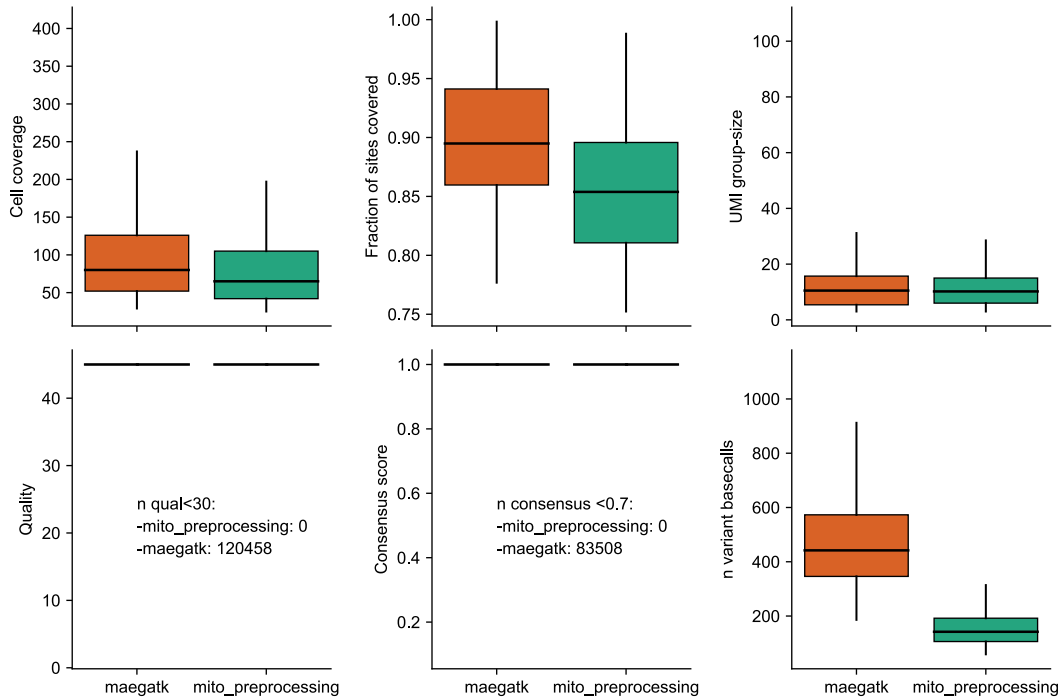 Cell coverage
400
350
300
250
200
150
100
50
Fraction of sites covered
1.00
0.95
0.90
0.85
0.80
0.75
UMI group-size
100
80
60
40
20
0
Quality
40
30
20
10
0
n qual<30:
-mito_preprocessing: 0
-maegatk: 120458
maegatk mito_preprocessing
Consensus score
1.0
0.8
0.6
0.4
0.2
n consensus <0.7:
-mito_preprocessing: 0
-maegatk: 83508
maegatk mito_preprocessing
n variant basecalls
1000
800
600
400
200
maegatk mito_preprocessing